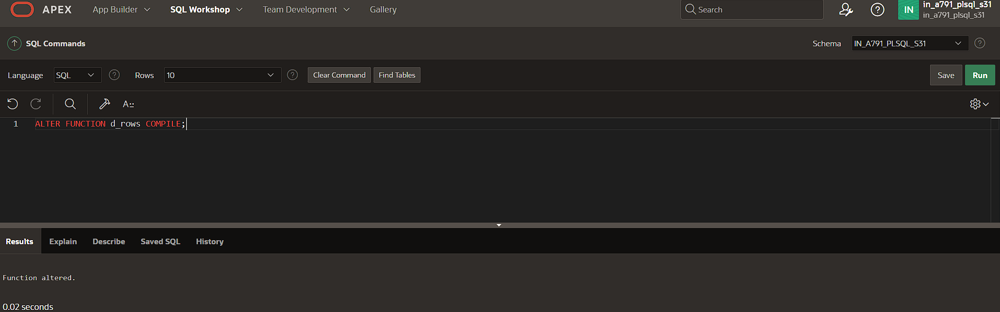 APEX App Builder SQL Workshop Team Development Gallery Search IN in_a791_plsql_s31
in_a791_plsql_s31
SQL Commands Schema IN_A791_PLSQL_S31
Language SQL Rows 10 Clear Command Find Tables Save Run
A::
1 ALTER FUNCTION d_rows COMPILE;
Results Explain Describe Saved SQL History
Function altered.
0.02 seconds